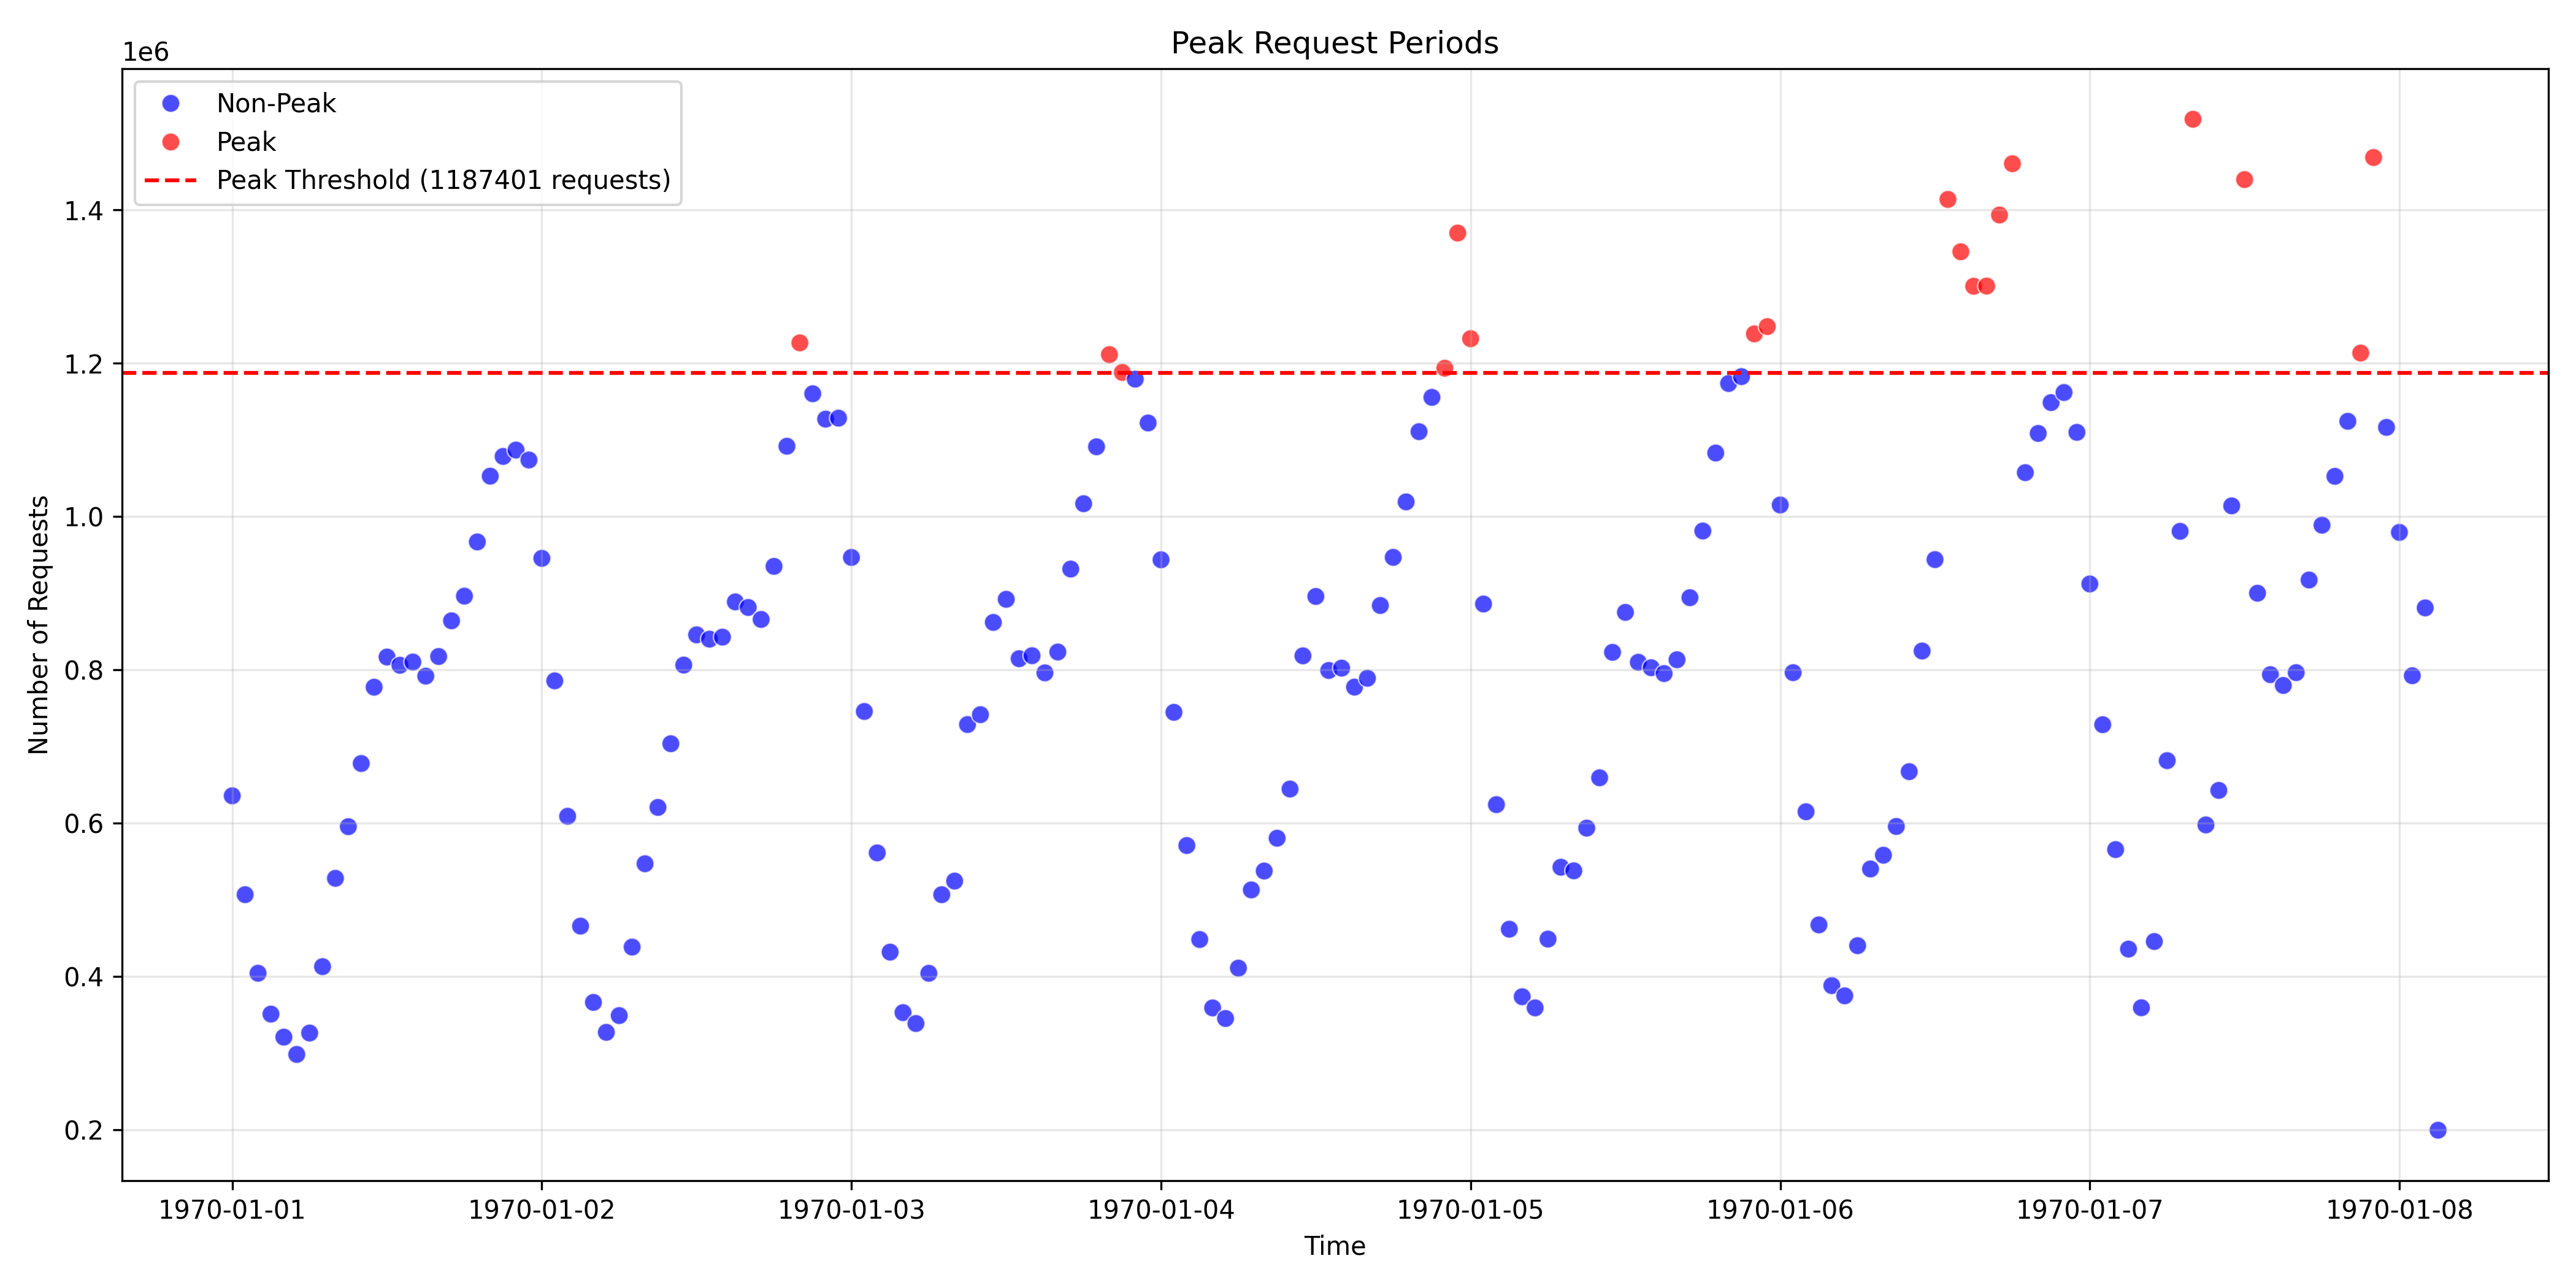 Peak Request Periods
1e6
Non-Peak
Peak
Peak Threshold (1187401 requests)
1.4
1.2
1.0
0.8
0.6
0.4
0.2
Number of Requests
1970-01-01 1970-01-02 1970-01-03 1970-01-04 1970-01-05 1970-01-06 1970-01-07 1970-01-08
Time